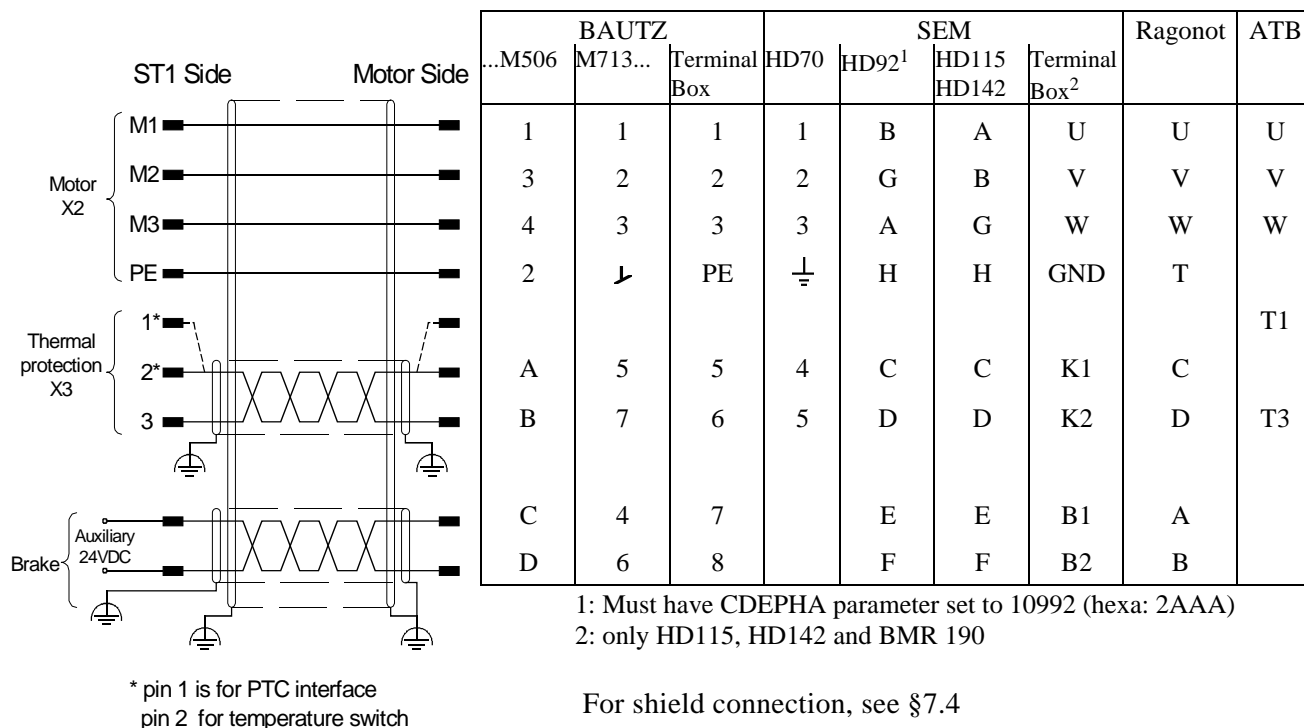 ST1 Side Motor Side
M1
M2
M3
PE
Motor
X2
1*
2*
3
Thermal
protection
X3
Brake
Auxiliary
24VDC
* pin 1 is for PTC interface
pin 2 for temperature switch
BAUTZ SEM Ragonot ATB
...M506 M713... Terminal Box HD70 HD92¹ HD115 HD142 Terminal Box²
1 1 1 1 B A U U U
3 2 2 2 G B V V V
4 3 3 3 A G W W W
2 PE H H GND T
T1
A 5 5 4 C C K1 C
B 7 6 5 D D K2 D T3
C 4 7 E E B1 A
D 6 8 F F B2 B
1: Must have CDEPHA parameter set to 10992 (hexa: 2AAA)
2: only HD115, HD142 and BMR 190
For shield connection, see §7.4